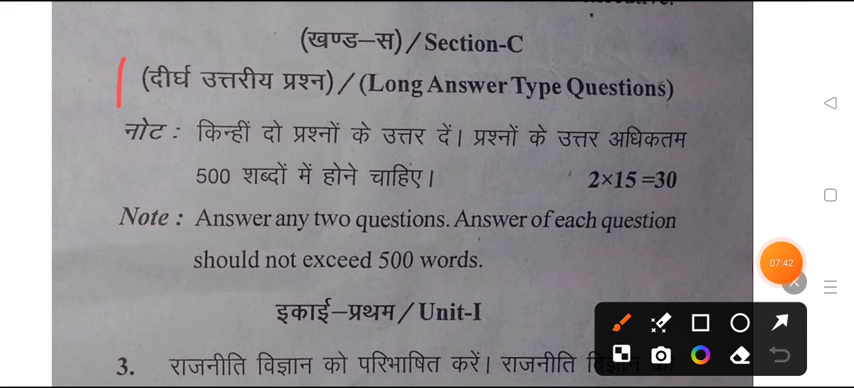 (खण्ड–स) / Section-C
(दीर्घ उत्तरीय प्रश्न) / (Long Answer Type Questions)
नोट : किन्हीं दो प्रश्नों के उत्तर दें। प्रश्नों के उत्तर अधिकतम
500 शब्दों में होने चाहिए। 2×15 =30
Note : Answer any two questions. Answer of each question
should not exceed 500 words.
इकाई–प्रथम / Unit-I
3. राजनीति विज्ञान को परिभाषित करें। राजनीति
07:42